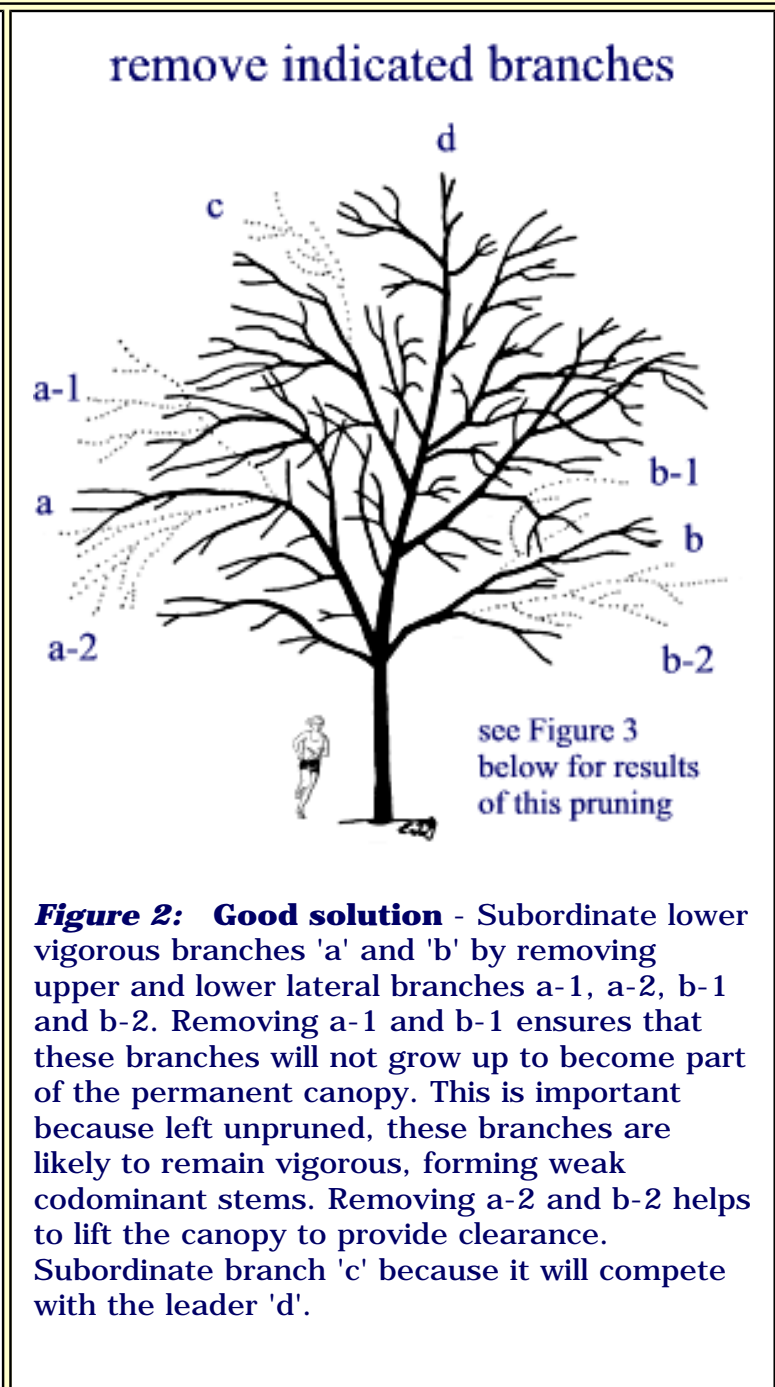 remove indicated branches
d
c
a-1
b-1
a
b
a-2
b-2
see Figure 3
below for results
of this pruning
Figure 2: Good solution - Subordinate lower
vigorous branches 'a' and 'b' by removing
upper and lower lateral branches a-1, a-2, b-1
and b-2. Removing a-1 and b-1 ensures that
these branches will not grow up to become part
of the permanent canopy. This is important
because left unpruned, these branches are
likely to remain vigorous, forming weak
codominant stems. Removing a-2 and b-2 helps
to lift the canopy to provide clearance.
Subordinate branch 'c' because it will compete
with the leader 'd'.